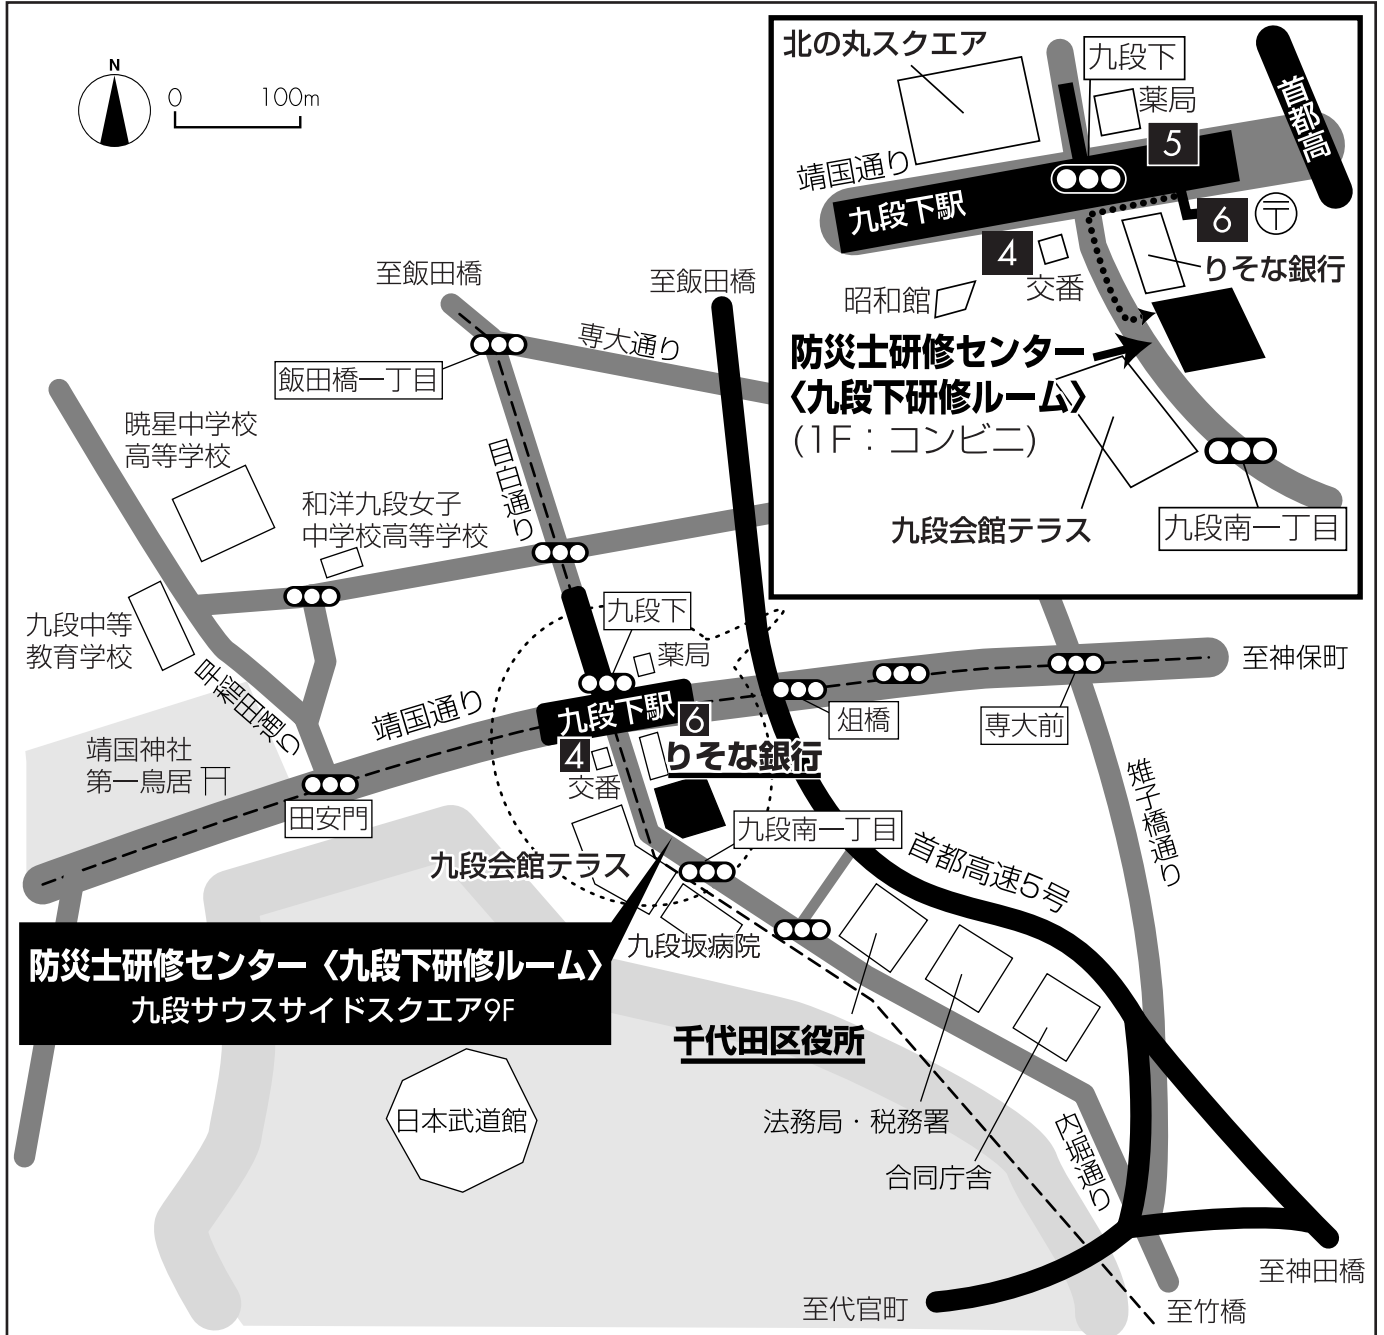 N
0 100m
北の丸スクエア
九段下
薬局
首都高
5
靖国通り
九段下駅
6
〒
4
交番
りそな銀行
昭和館
防災士研修センター
〈九段下研修ルーム〉
(1F：コンビニ)
九段会館テラス
九段南一丁目
至飯田橋
至飯田橋
専大通り
飯田橋一丁目
暁星中学校
高等学校
目白通り
和洋九段女子
中学校高等学校
九段中等
教育学校
早稲田通り
九段下
薬局
至神保町
靖国通り
九段下駅
6
俎橋
専大前
靖国神社
第一鳥居
4
りそな銀行
交番
田安門
雉子橋通り
九段南一丁目
九段会館テラス
首都高速5号
防災士研修センター〈九段下研修ルーム〉
九段サウスサイドスクエア9F
九段坂病院
千代田区役所
日本武道館
法務局・税務署
内堀通り
合同庁舎
至神田橋
至代官町
至竹橋